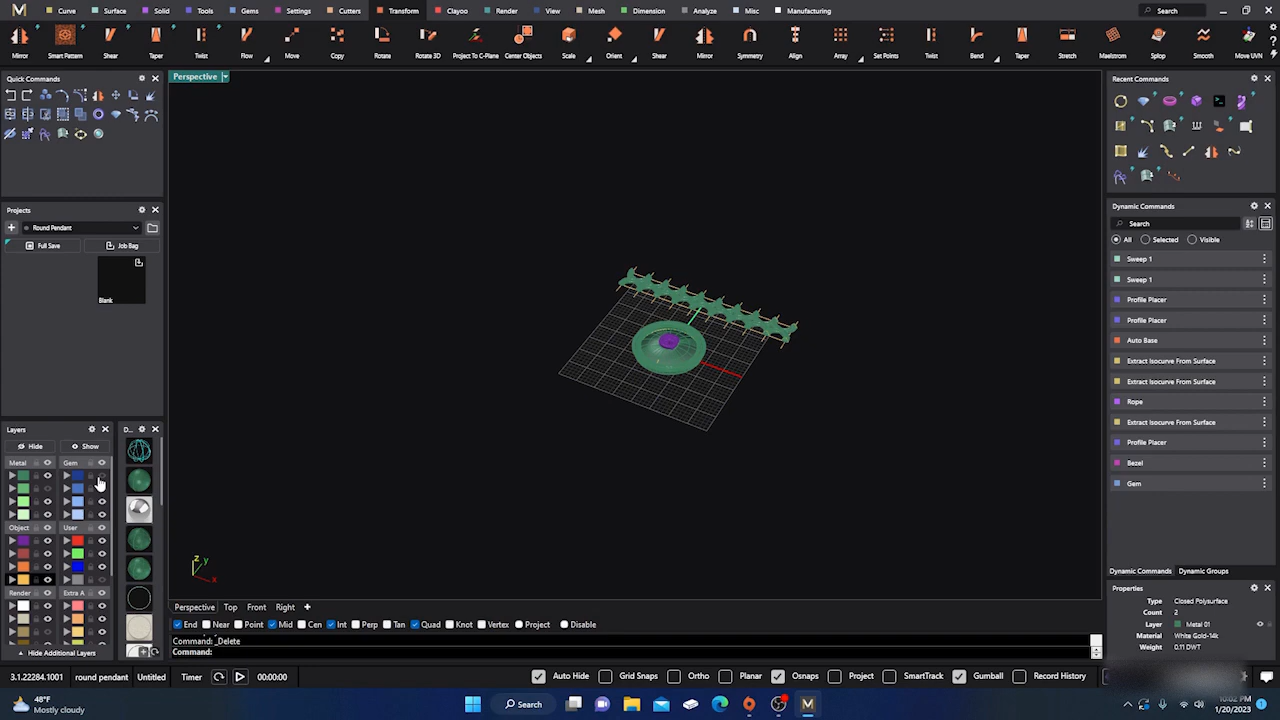 Curve Surface Solid Tools Gems Settings Cutters Transform Clayoo Render View Mesh Dimension Analyze Misc Manufacturing Search
Mirror Smart Pattern Shear Taper Twist Flow Move Copy Rotate Rotate 3D Project To C-Plane Center Objects Scale Orient Shear Mirror Symmetry Align Array Set Points Twist Bend Taper Stretch Maelstrom Splop Smooth Move UVN
Quick Commands
Perspective
Recent Commands
Projects
Round Pendant
Full Save Job Bag
Blank
Dynamic Commands
Search
All Selected Visible
Sweep 1
Sweep 1
Profile Placer
Profile Placer
Auto Base
Extract Isocurve From Surface
Extract Isocurve From Surface
Rope
Extract Isocurve From Surface
Profile Placer
Bezel
Gem
Dynamic Commands Dynamic Groups
Layers D...
Hide Show
Metal Gem
Object User
Render Extra A
Hide Additional Layers
z y x
Perspective Top Front Right
End Near Point Mid Cen Int Perp Tan Quad Knot Vertex Project Disable
Command: _Delete
Command:
Properties
Type Closed Polysurface
Count 2
Layer Metal 01
Material White Gold-14k
Weight 0.11 DWT
3.1.22284.1001 round pendant Untitled Timer 00:00:00 Auto Hide Grid Snaps Ortho Planar Osnaps Project SmartTrack Gumball Record History
48°F
Mostly cloudy
Search
10:02 PM
1/20/2023